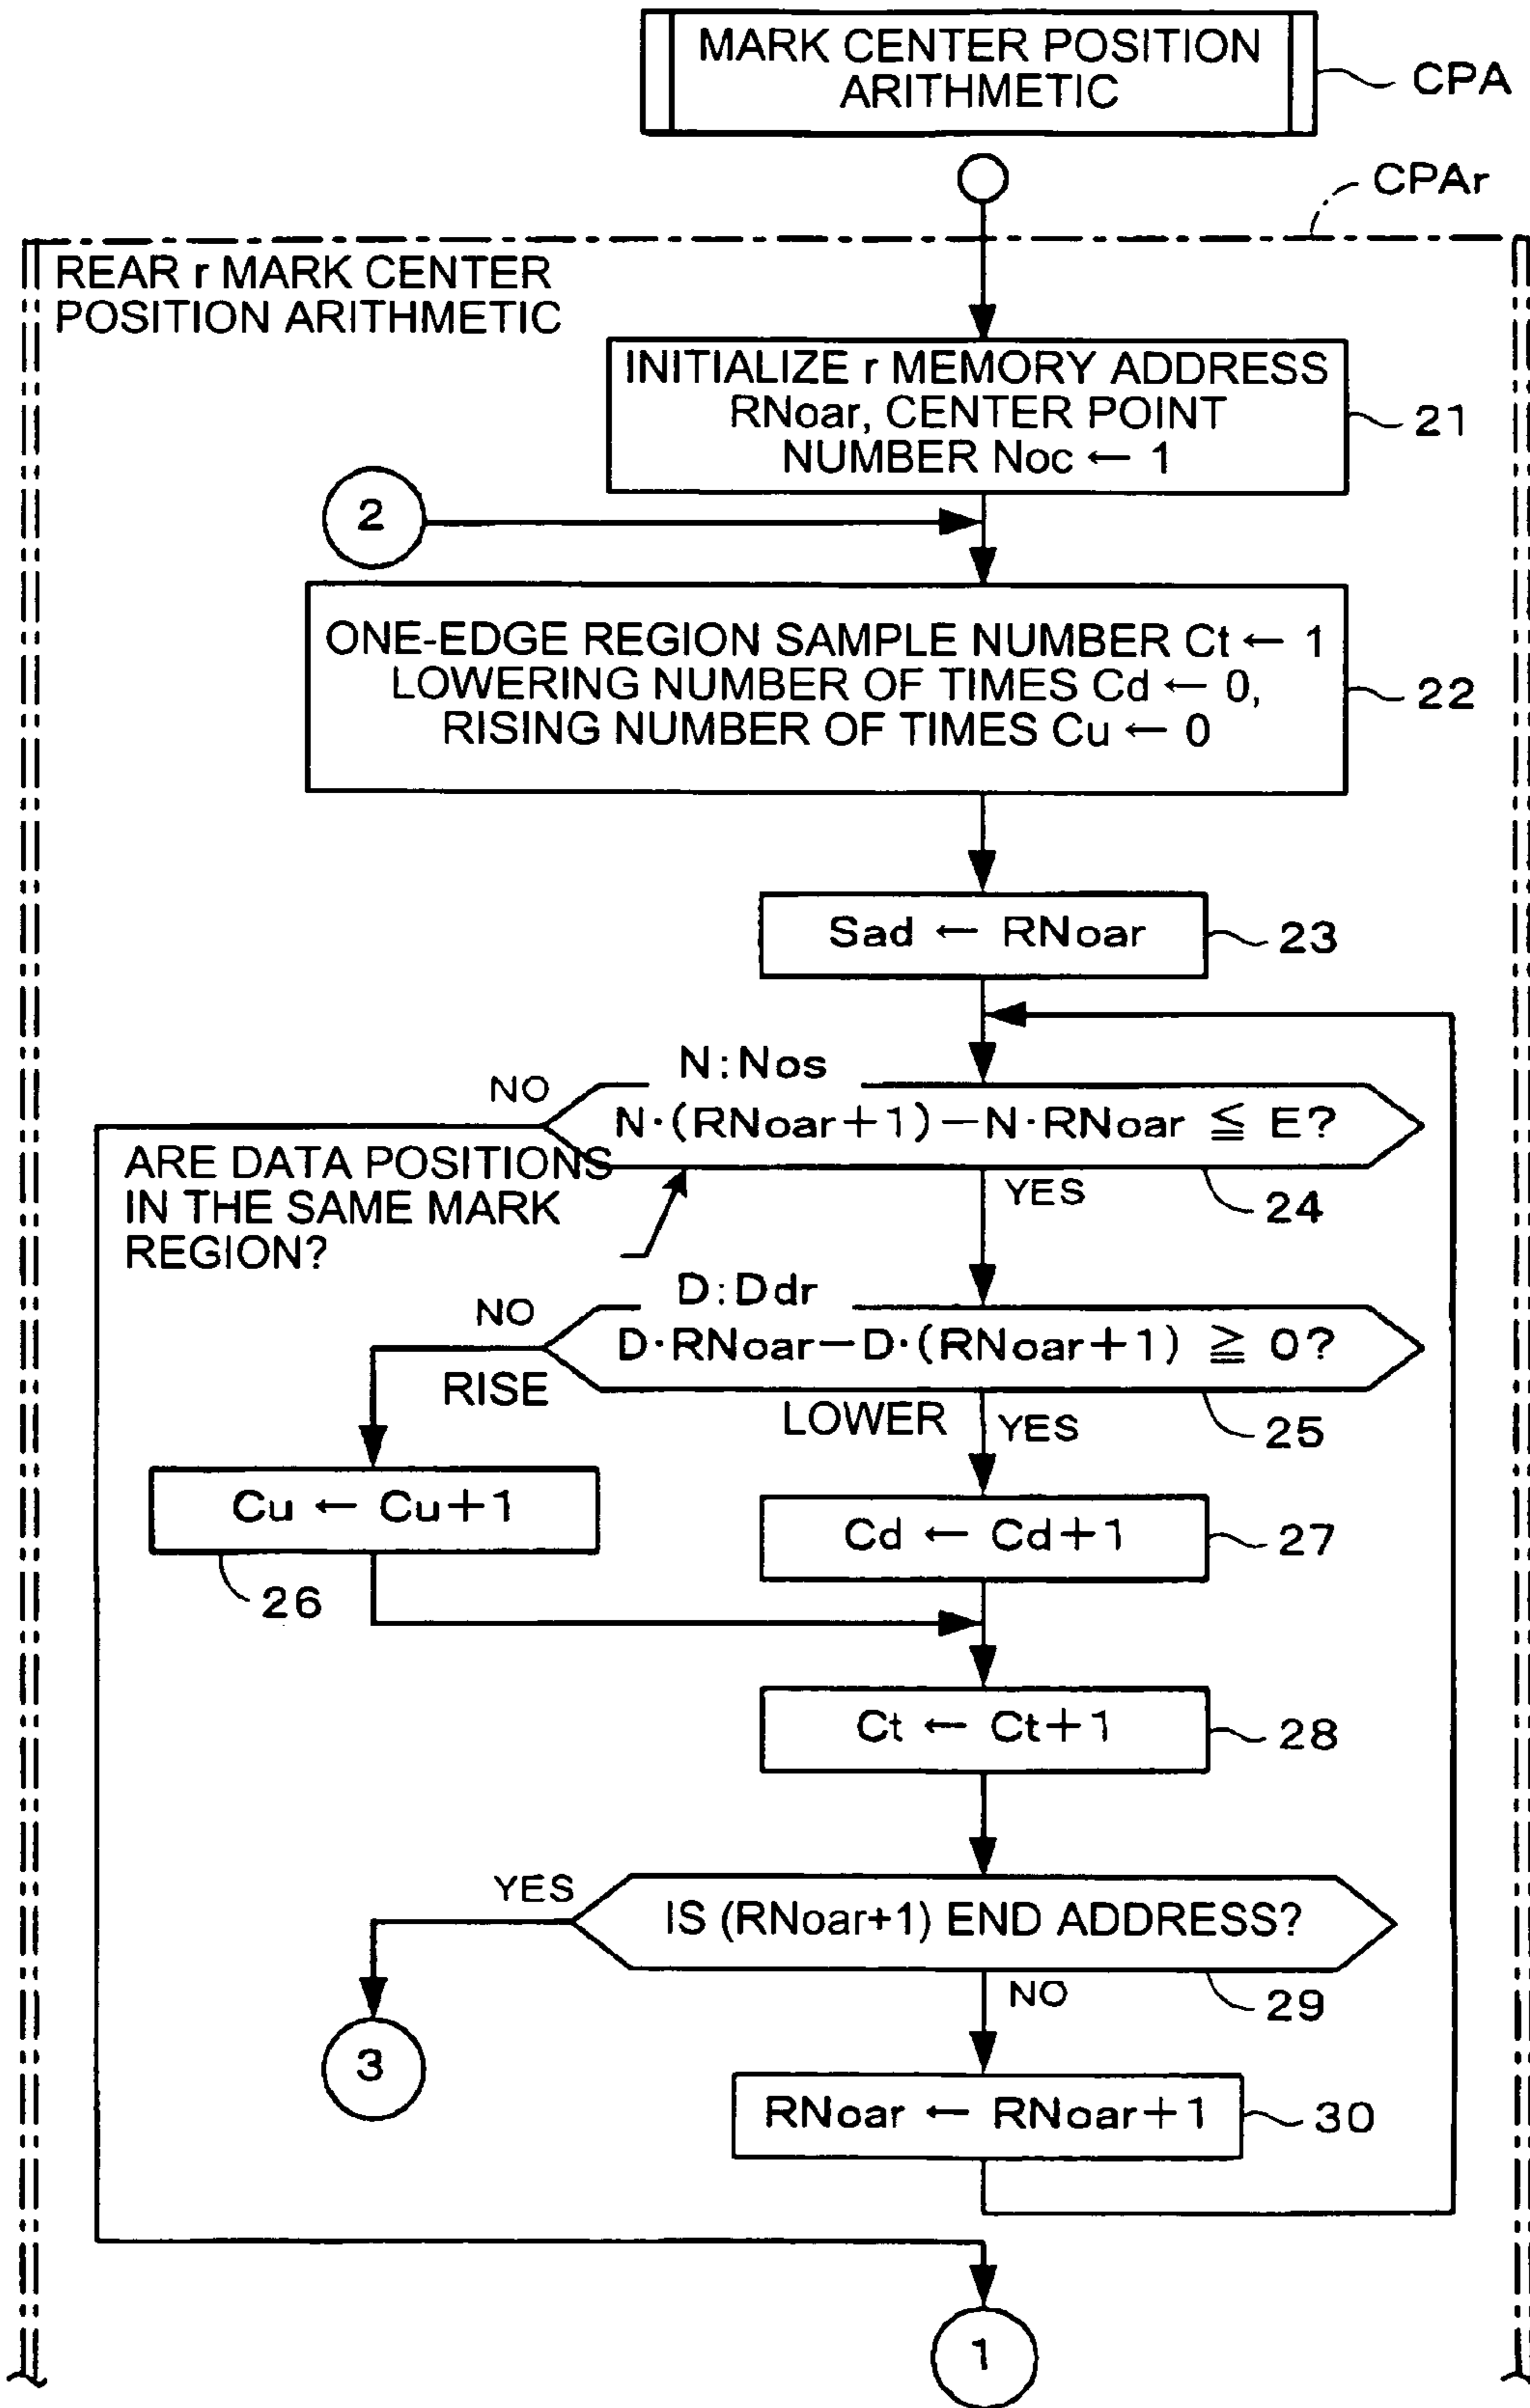 MARK CENTER POSITION
ARITHMETIC
CPA
CPAr
REAR r MARK CENTER
POSITION ARITHMETIC
INITIALIZE r MEMORY ADDRESS
RNoar, CENTER POINT
NUMBER Noc ← 1
21
2
ONE-EDGE REGION SAMPLE NUMBER Ct ← 1
LOWERING NUMBER OF TIMES Cd ← 0,
RISING NUMBER OF TIMES Cu ← 0
22
Sad ← RNoar
23
N:Nos
NO
N·(RNoar+1)−N·RNoar ≦ E?
ARE DATA POSITIONS
IN THE SAME MARK
REGION?
YES
24
D:Ddr
NO
D·RNoar−D·(RNoar+1) ≧ 0?
RISE
LOWER
YES
25
Cu ← Cu+1
26
Cd ← Cd+1
27
Ct ← Ct+1
28
YES
IS (RNoar+1) END ADDRESS?
NO
29
3
RNoar ← RNoar+1
30
1